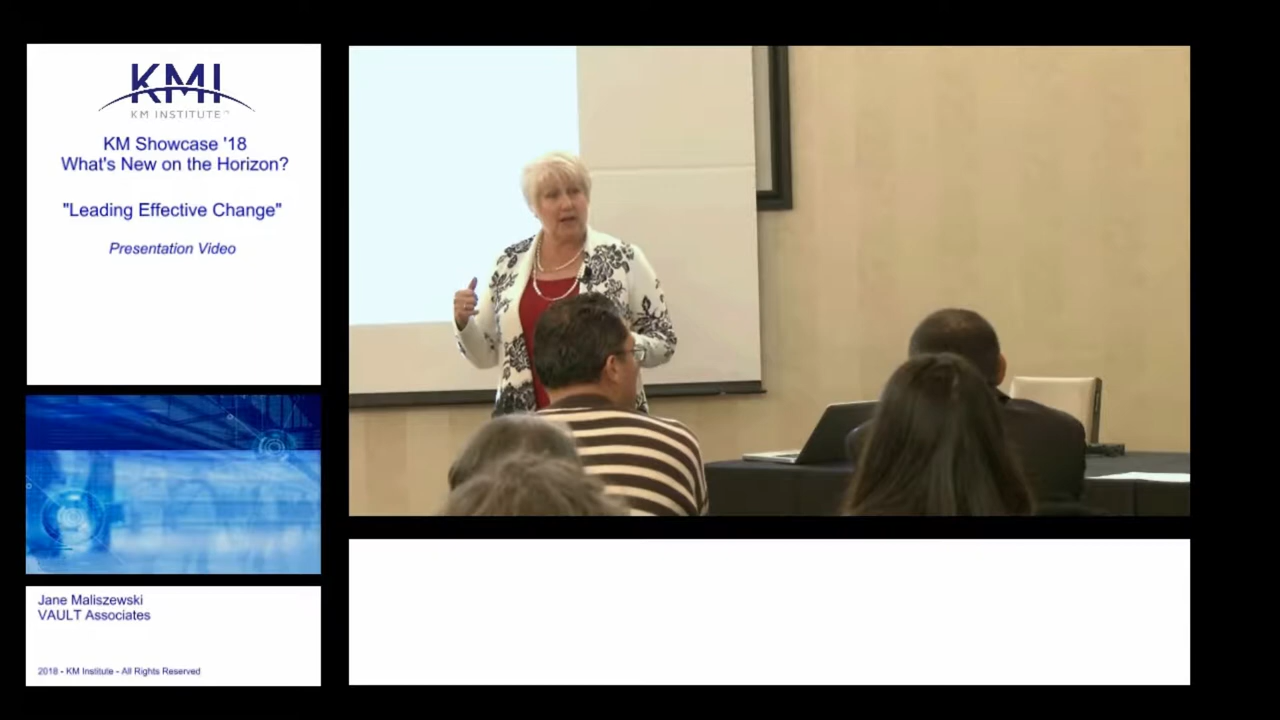 KMI
KM INSTITUTE
KM Showcase '18
What's New on the Horizon?
"Leading Effective Change"
Presentation Video
Jane Maliszewski
VAULT Associates
2018 - KM Institute - All Rights Reserved